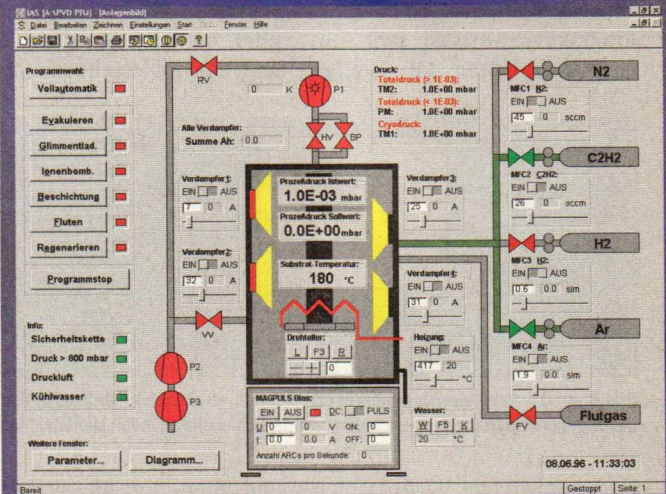 IAS [A:\PVD.PRJ] - [Anlagenbild]
Datei Bearbeiten Zeichnen Einstellungen Start Fenster Hilfe
Programmwahl:
Vollautomatik
Evakuieren
Glimmentlad.
Ionenbomb.
Beschichtung
Fluten
Regenerieren
Programmstop
Info:
Sicherheitskette
Druck > 800 mbar
Druckluft
Kühlwasser
Weitere Fenster:
Parameter...
Diagramm...
RV
0 K
P1
HV
BP
Alle Verdampfer:
Summe Ah: 0.0
Druck:
Totaldruck (> 1E-03):
TM2: 1.0E+00 mbar
Totaldruck (< 1E-03):
PM: 1.0E+00 mbar
Cryodruck:
TM1: 1.0E+00 mbar
Verdampfer1:
EIN AUS
7 0 A
Verdampfer2:
EIN AUS
32 0 A
VV
P2
P3
Prozeßdruck Istwert:
1.0E-03 mbar
Prozeßdruck Sollwert:
0.0E+00 mbar
Substrat-Temperatur:
180 °C
Drehteller:
L F3 R
0.0
Verdampfer3:
EIN AUS
25 0 A
Verdampfer4:
EIN AUS
31 0 A
Heizung:
EIN AUS
417 20
°C
Wasser:
W F5 K
20 °C
MAGPULS Bias:
EIN AUS DC PULS
U 0 0 V ON: 0
I 0.0 0.0 A OFF: 0
Anzahl ARCs pro Sekunde: 0
N2
MFC1 N2:
EIN AUS
45 0 sccm
C2H2
MFC2 C2H2:
EIN AUS
26 0 sccm
H2
MFC3 H2:
EIN AUS
0.6 0.0 slm
Ar
MFC4 Ar:
EIN AUS
1.9 0.0 slm
Flutgas
FV
08.06.96 - 11:33:03
Bereit
Gestoppt
Seite: 1